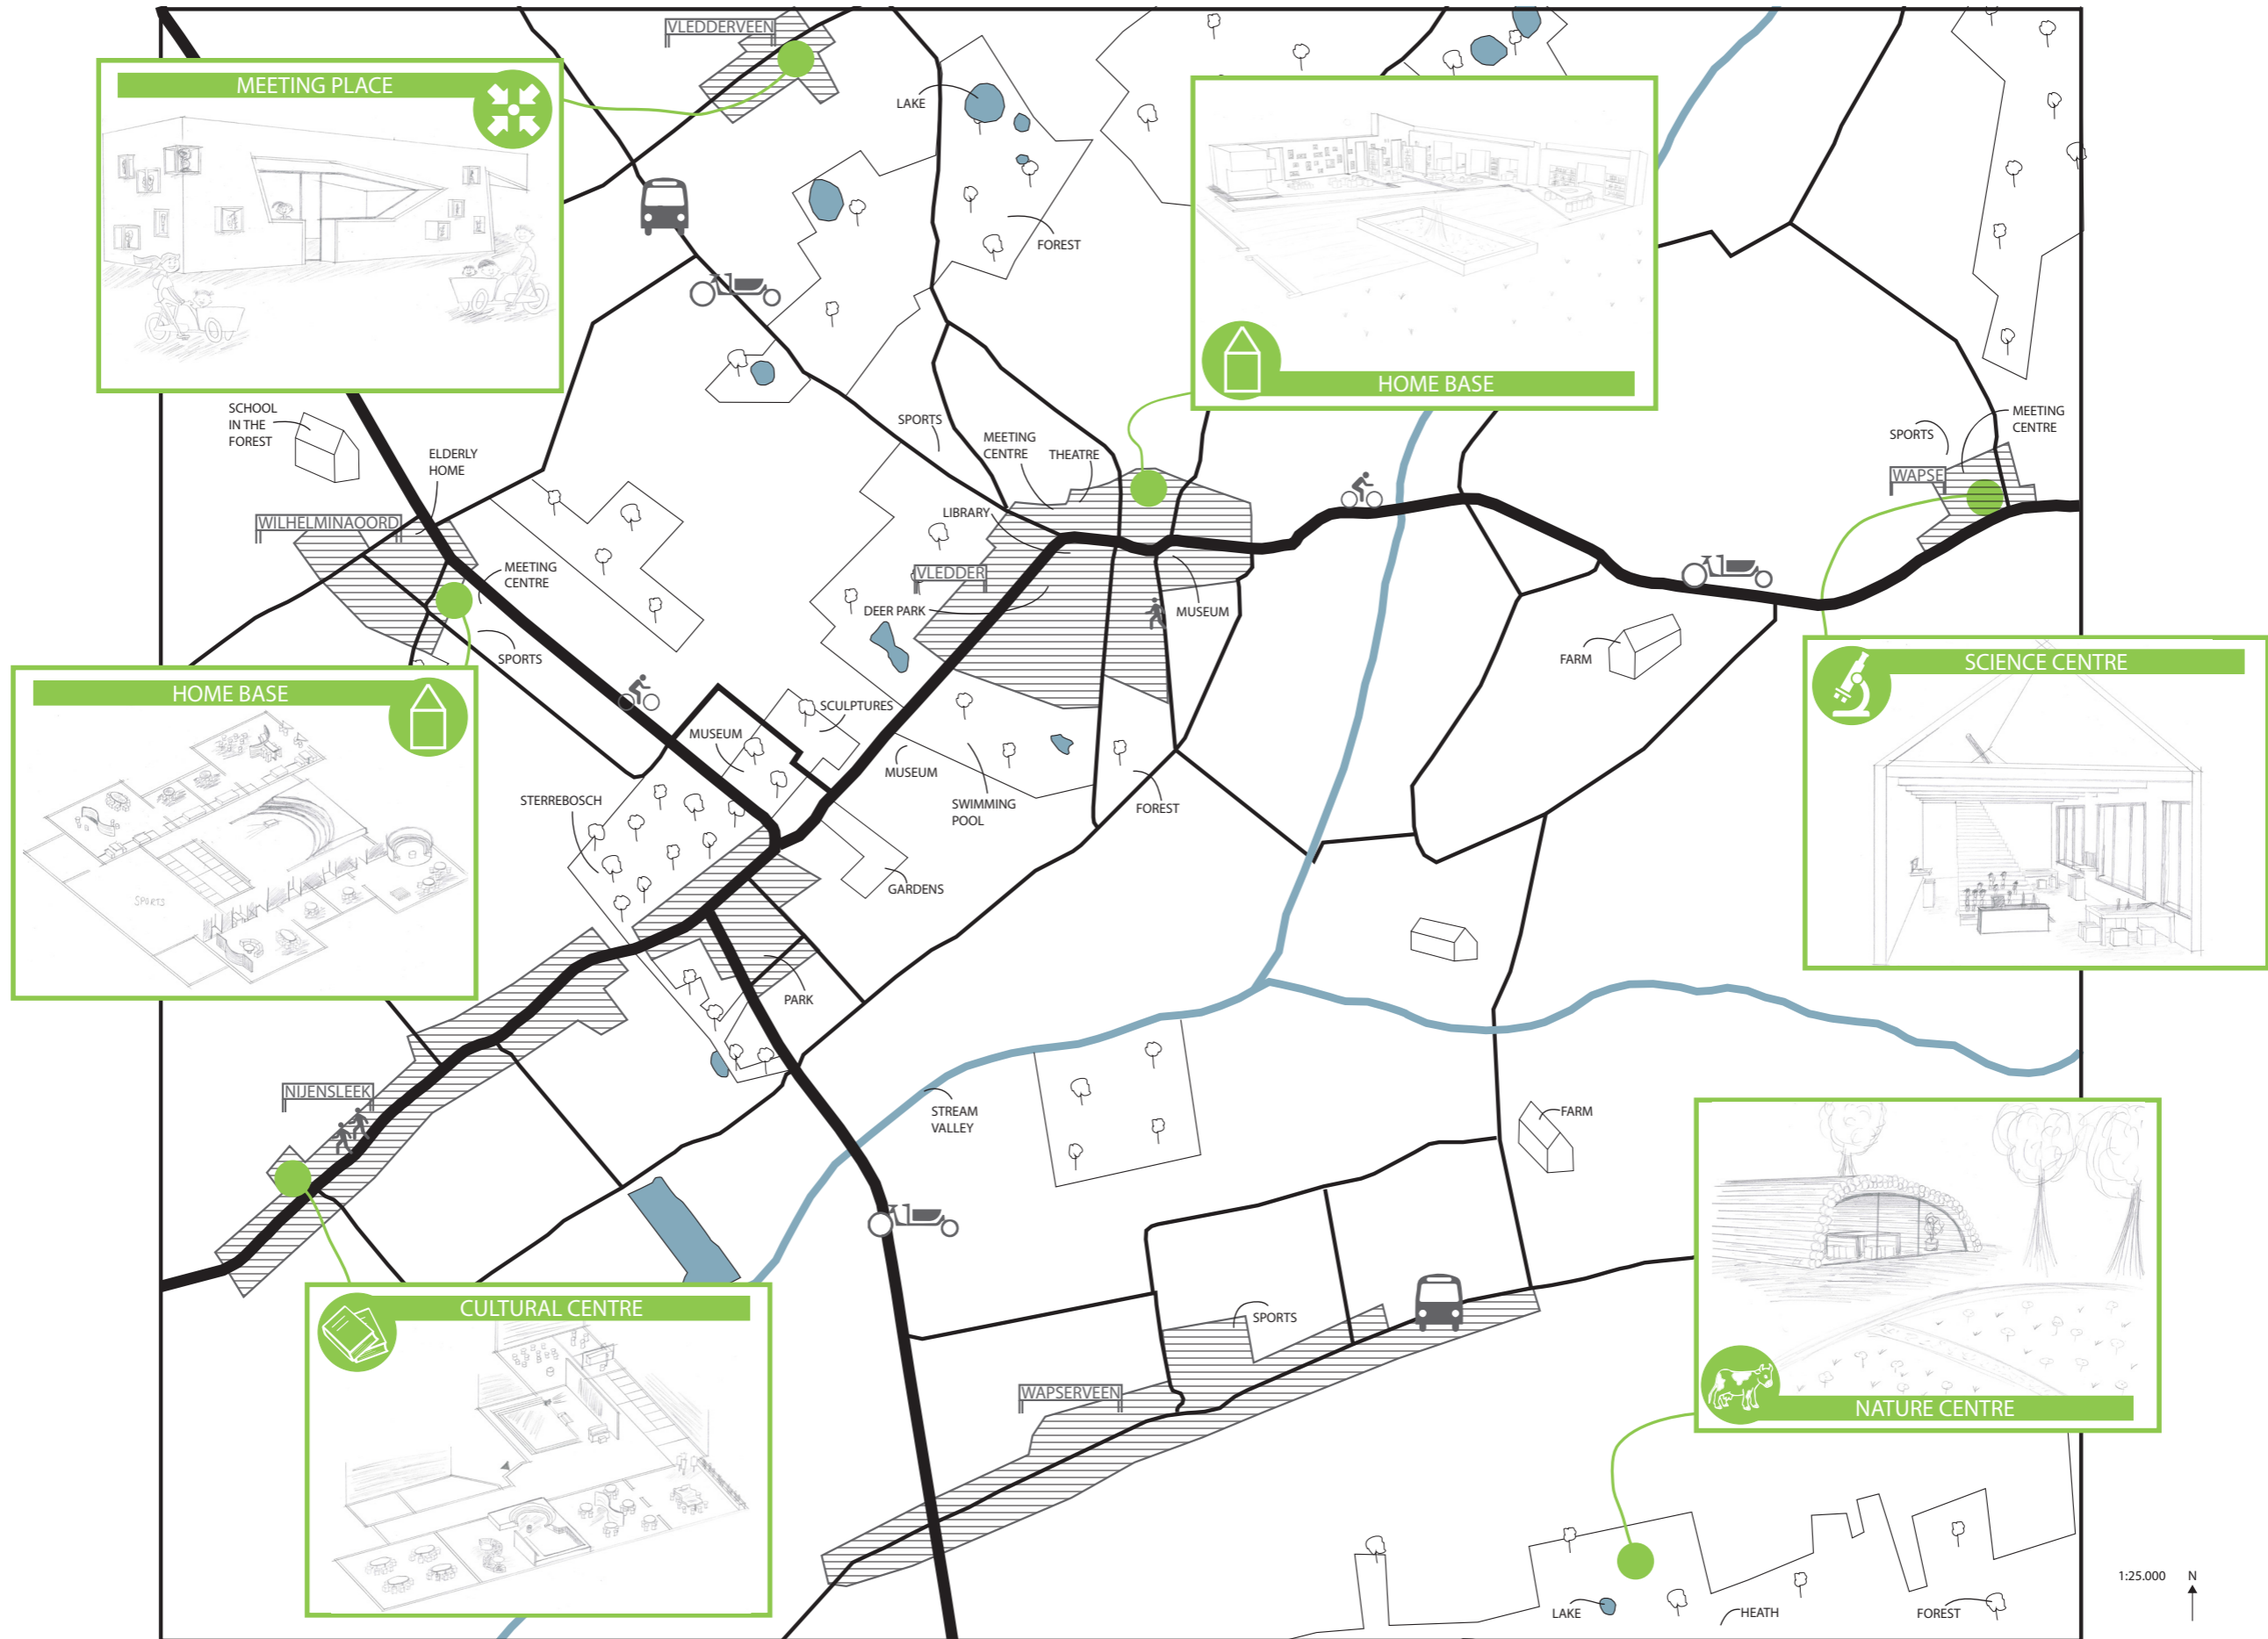 VLEDDERVEEN
MEETING PLACE
LAKE
FOREST
HOME BASE
SCHOOL
IN THE
FOREST
ELDERLY
HOME
SPORTS
MEETING
CENTRE
THEATRE
LIBRARY
SPORTS
MEETING
CENTRE
WAPSE
WILHELMINAOORD
MEETING
CENTRE
SPORTS
VLEDDER
DEER PARK
MUSEUM
FARM
SCIENCE CENTRE
HOME BASE
SPORTS
SCULPTURES
MUSEUM
MUSEUM
STERREBOSCH
SWIMMING
POOL
FOREST
GARDENS
PARK
NIJENSLEEK
STREAM
VALLEY
FARM
CULTURAL CENTRE
SPORTS
WAPSERVEEN
NATURE CENTRE
LAKE
HEATH
FOREST
1:25.000 N